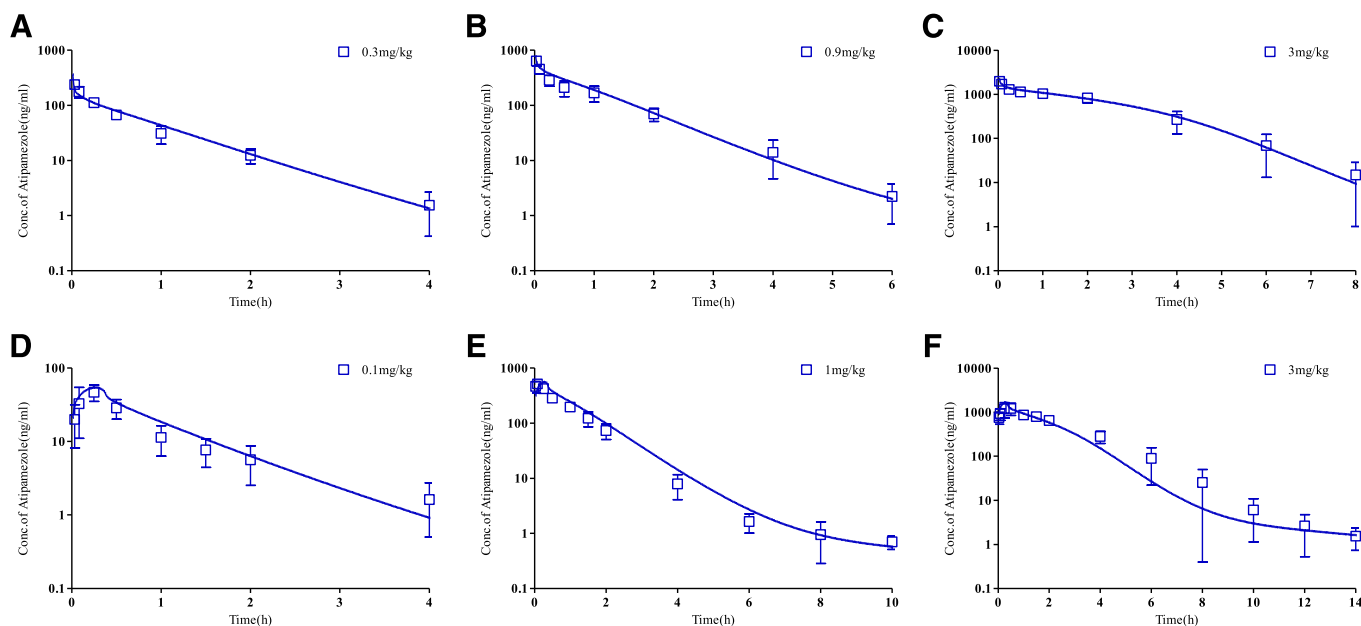 A
0.3mg/kg
Conc.of Atipamezole(ng/ml)
1000
100
10
1
0.1
0 1 2 3 4
Time(h)
B
0.9mg/kg
Conc.of Atipamezole(ng/ml)
1000
100
10
1
0.1
0 1 2 3 4 5 6
Time(h)
C
3mg/kg
Conc.of Atipamezole(ng/ml)
10000
1000
100
10
1
0.1
0 1 2 3 4 5 6 7 8
Time(h)
D
0.1mg/kg
Conc.of Atipamezole(ng/ml)
100
10
1
0.1
0 1 2 3 4
Time(h)
E
1mg/kg
Conc.of Atipamezole(ng/ml)
1000
100
10
1
0.1
0 2 4 6 8 10
Time(h)
F
3mg/kg
Conc.of Atipamezole(ng/ml)
10000
1000
100
10
1
0.1
0 2 4 6 8 10 12 14
Time(h)